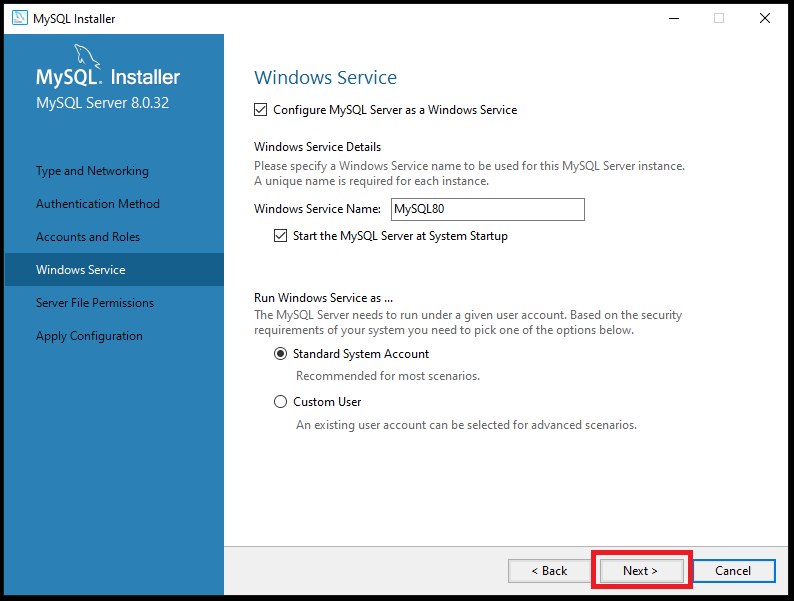 MySQL Installer
MySQL. Installer
MySQL Server 8.0.32
Type and Networking
Authentication Method
Accounts and Roles
Windows Service
Server File Permissions
Apply Configuration
Windows Service
Configure MySQL Server as a Windows Service
Windows Service Details
Please specify a Windows Service name to be used for this MySQL Server instance.
A unique name is required for each instance.
Windows Service Name: MySQL80
Start the MySQL Server at System Startup
Run Windows Service as ...
The MySQL Server needs to run under a given user account. Based on the security
requirements of your system you need to pick one of the options below.
Standard System Account
Recommended for most scenarios.
Custom User
An existing user account can be selected for advanced scenarios.
< Back Next > Cancel